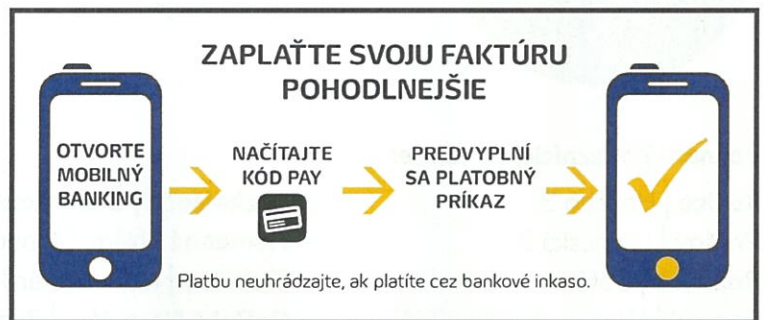 ZAPLAŤTE SVOJU FAKTÚRU
POHODLNEJŠIE
OTVORTE
MOBILNÝ
BANKING
NAČÍTAJTE
KÓD PAY
PREDVYPLNÍ
SA PLATOBNÝ
PRÍKAZ
Platbu neuhrádzajte, ak platíte cez bankové inkaso.